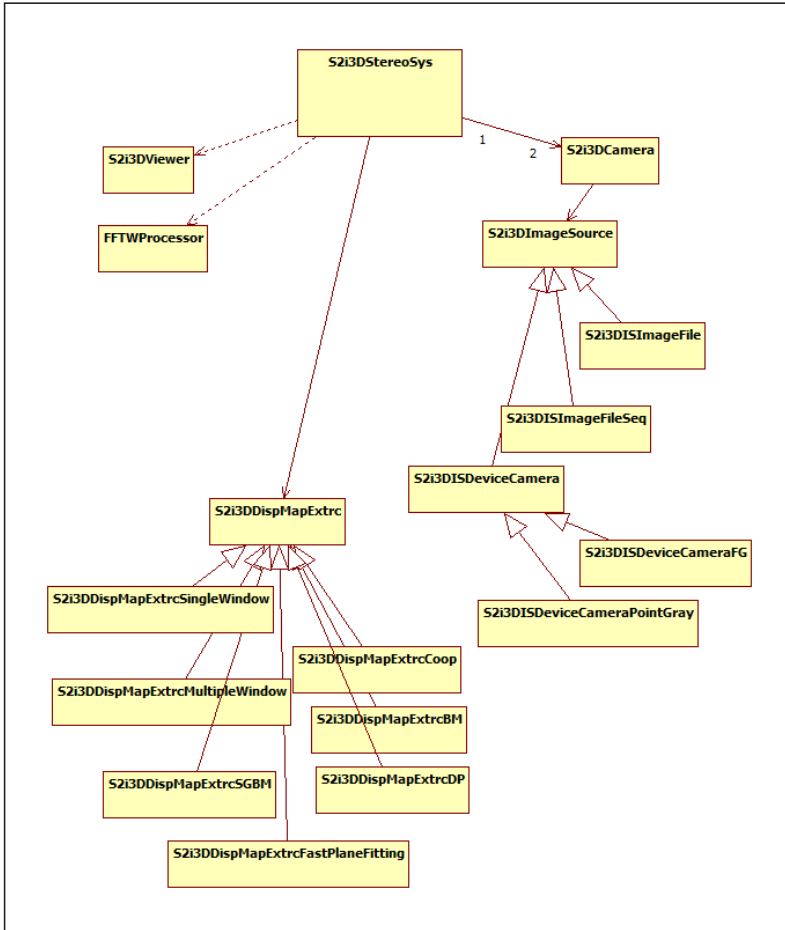 S2i3DStereoSys
1
2
S2i3DCamera
S2i3DViewer
FFTWProcessor
S2i3DImageSource
S2i3DISImageFile
S2i3DISImageFileSeq
S2i3DISDeviceCamera
S2i3DDispMapExtrc
S2i3DISDeviceCameraFG
S2i3DDispMapExtrcSingleWindow
S2i3DISDeviceCameraPointGray
S2i3DDispMapExtrcCoop
S2i3DDispMapExtrcMultipleWindow
S2i3DDispMapExtrcBM
S2i3DDispMapExtrcSGBM
S2i3DDispMapExtrcDP
S2i3DDispMapExtrcFastPlaneFitting